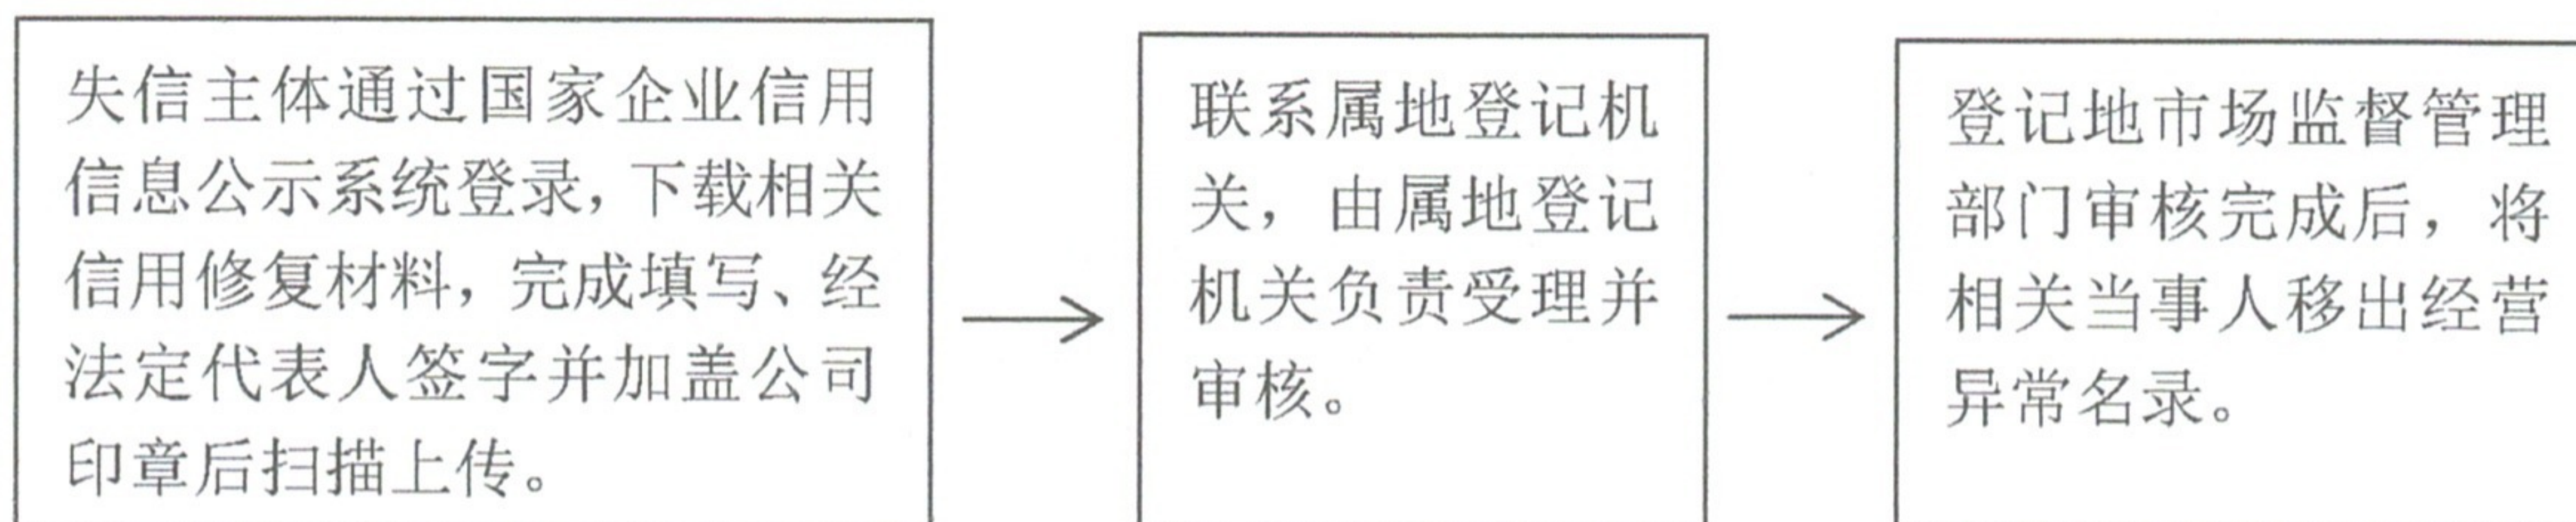 失信主体通过国家企业信用
信息公示系统登录，下载相关
信用修复材料，完成填写、经
法定代表人签字并加盖公司
印章后扫描上传。
联系属地登记机
关，由属地登记
机关负责受理并
审核。
登记地市场监督管理
部门审核完成后，将
相关当事人移出经营
异常名录。